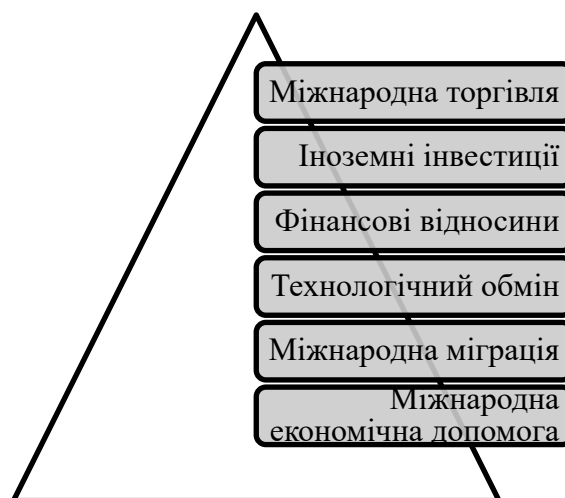 Міжнародна торгівля
Іноземні інвестиції
Фінансові відносини
Технологічний обмін
Міжнародна міграція
Міжнародна
економічна допомога